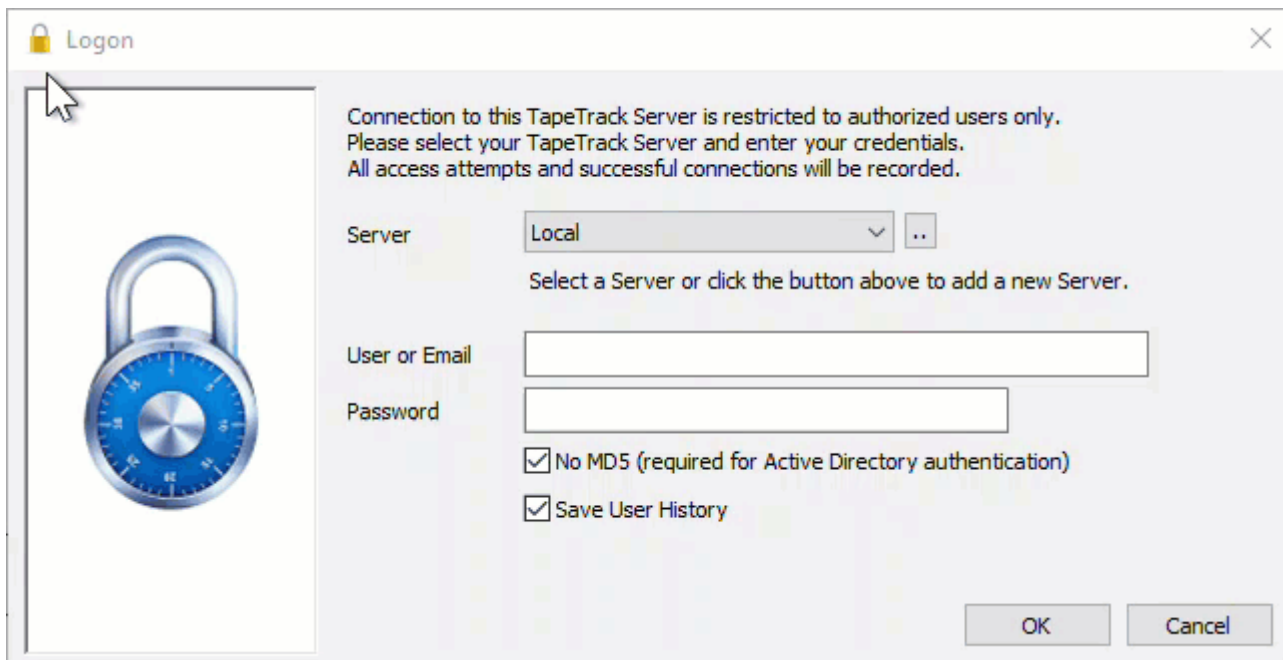 Logon
Connection to this TapeTrack Server is restricted to authorized users only.
Please select your TapeTrack Server and enter your credentials.
All access attempts and successful connections will be recorded.
Server
Local
..
Select a Server or click the button above to add a new Server.
User or Email
Password
No MD5 (required for Active Directory authentication)
Save User History
OK
Cancel